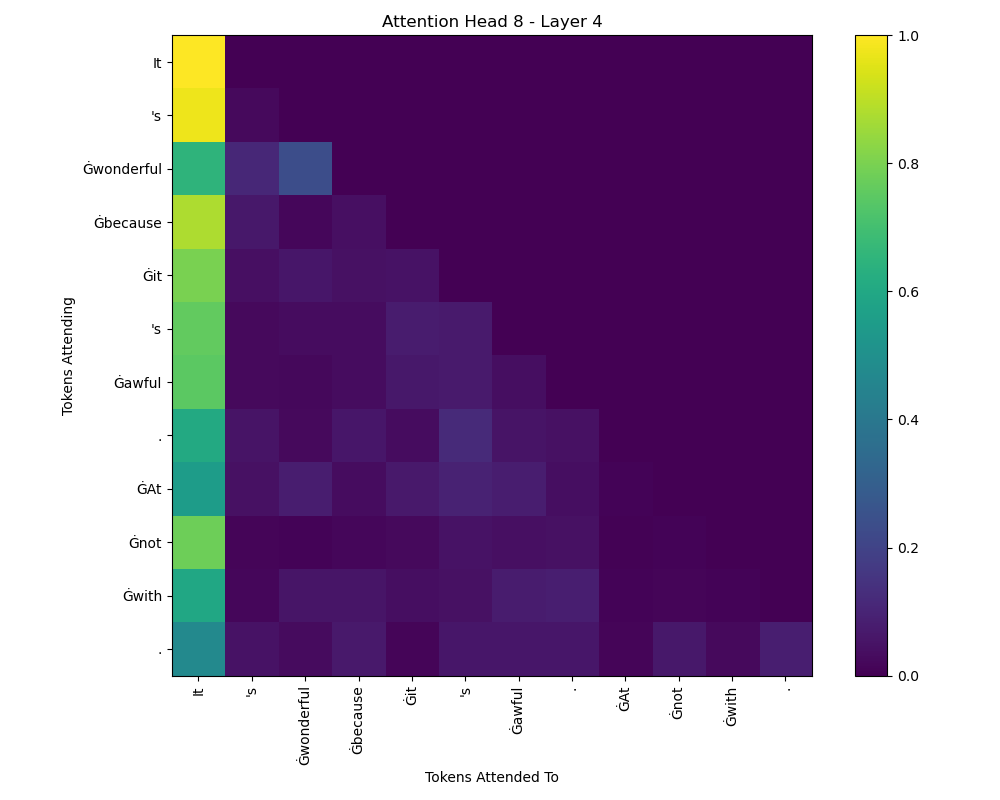 Attention Head 8 - Layer 4
It
's
Ġwonderful
Ġbecause
Ġit
's
Ġawful
.
ĠAt
Ġnot
Ġwith
.
Tokens Attending
It
's
Ġwonderful
Ġbecause
Ġit
's
Ġawful
.
ĠAt
Ġnot
Ġwith
.
Tokens Attended To
1.0
0.8
0.6
0.4
0.2
0.0